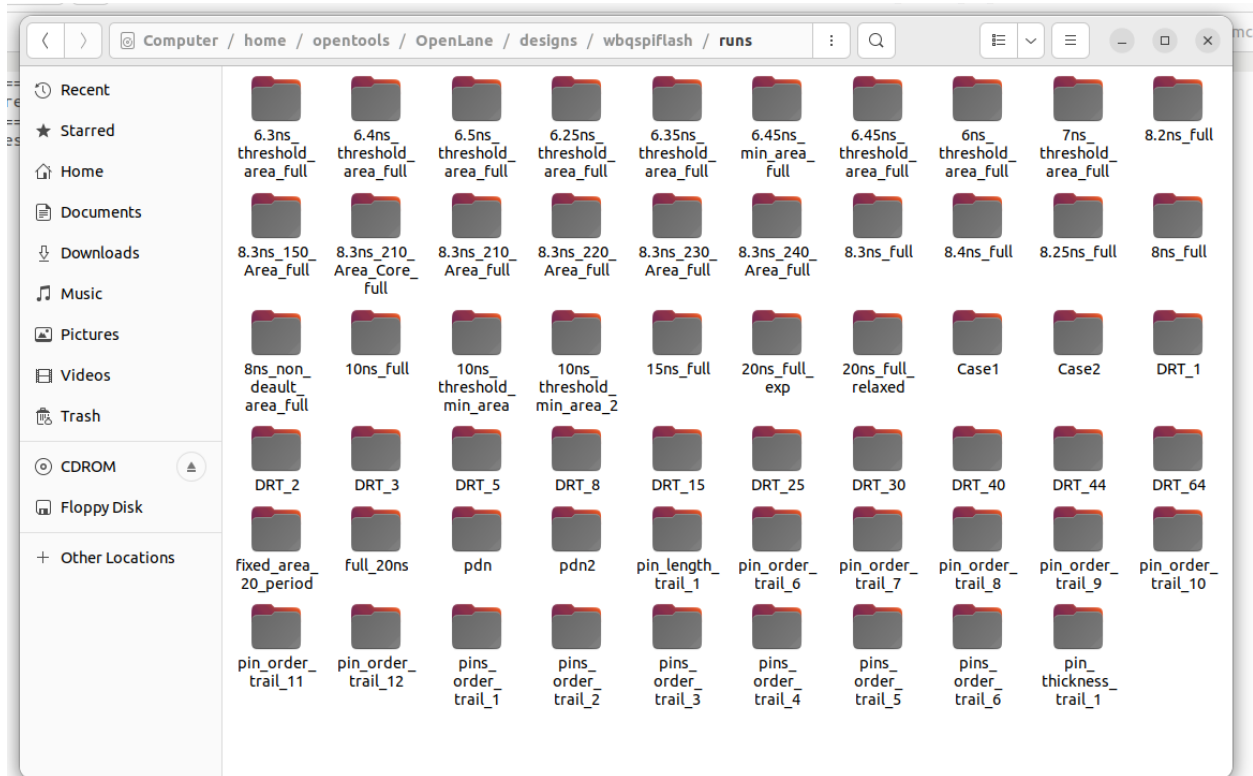 mc
Computer / home / opentools / OpenLane / designs / wbqspiflash / runs
==
re
==
es
Recent
Starred
Home
Documents
Downloads
Music
Pictures
Videos
Trash
CDROM
Floppy Disk
+ Other Locations
6.3ns_
threshold_
area_full
6.4ns_
threshold_
area_full
6.5ns_
threshold_
area_full
6.25ns_
threshold_
area_full
6.35ns_
threshold_
area_full
6.45ns_
min_area_
full
6.45ns_
threshold_
area_full
6ns_
threshold_
area_full
7ns_
threshold_
area_full
8.2ns_full
8.3ns_150_
Area_full
8.3ns_210_
Area_Core_
full
8.3ns_210_
Area_full
8.3ns_220_
Area_full
8.3ns_230_
Area_full
8.3ns_240_
Area_full
8.3ns_full
8.4ns_full
8.25ns_full
8ns_full
8ns_non_
deault_
area_full
10ns_full
10ns_
threshold_
min_area
10ns_
threshold_
min_area_2
15ns_full
20ns_full_
exp
20ns_full_
relaxed
Case1
Case2
DRT_1
DRT_2
DRT_3
DRT_5
DRT_8
DRT_15
DRT_25
DRT_30
DRT_40
DRT_44
DRT_64
fixed_area_
20_period
full_20ns
pdn
pdn2
pin_length_
trail_1
pin_order_
trail_6
pin_order_
trail_7
pin_order_
trail_8
pin_order_
trail_9
pin_order_
trail_10
pin_order_
trail_11
pin_order_
trail_12
pins_
order_
trail_1
pins_
order_
trail_2
pins_
order_
trail_3
pins_
order_
trail_4
pins_
order_
trail_5
pins_
order_
trail_6
pin_
thickness_
trail_1